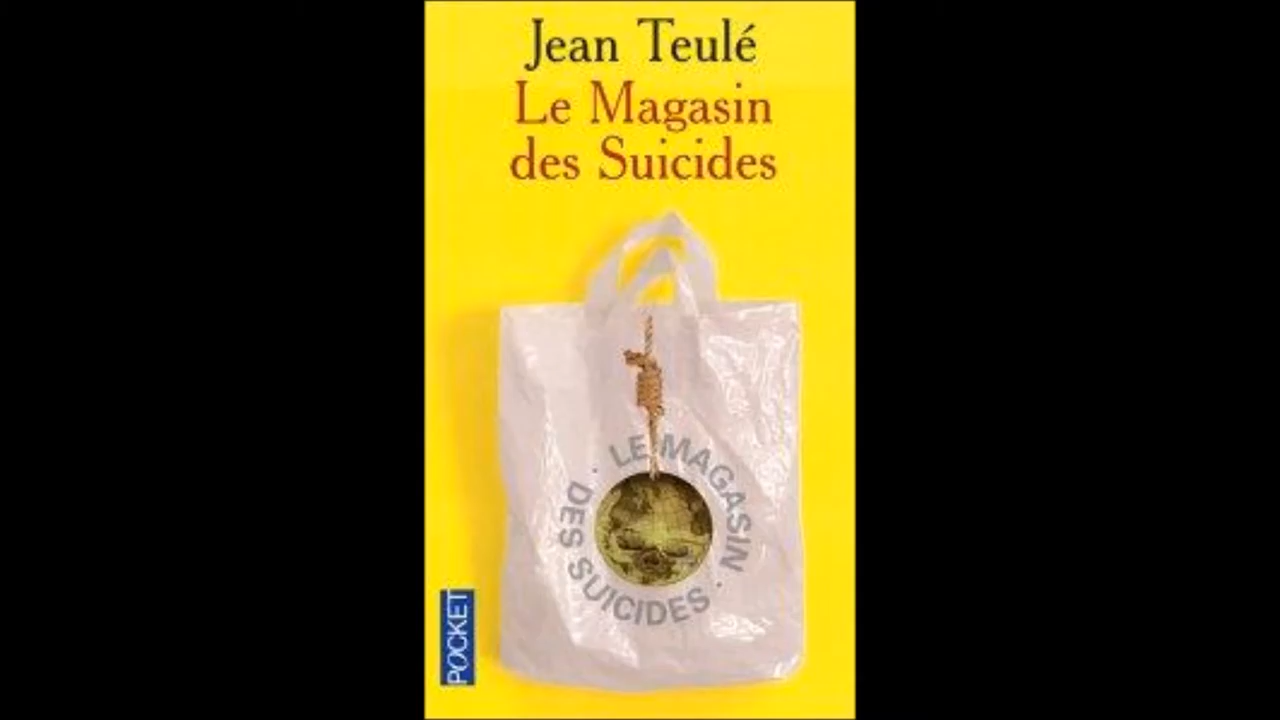 Jean Teulé
Le Magasin
des Suicides
LE MAGASIN ·
DES SUICIDES ·
POCKET